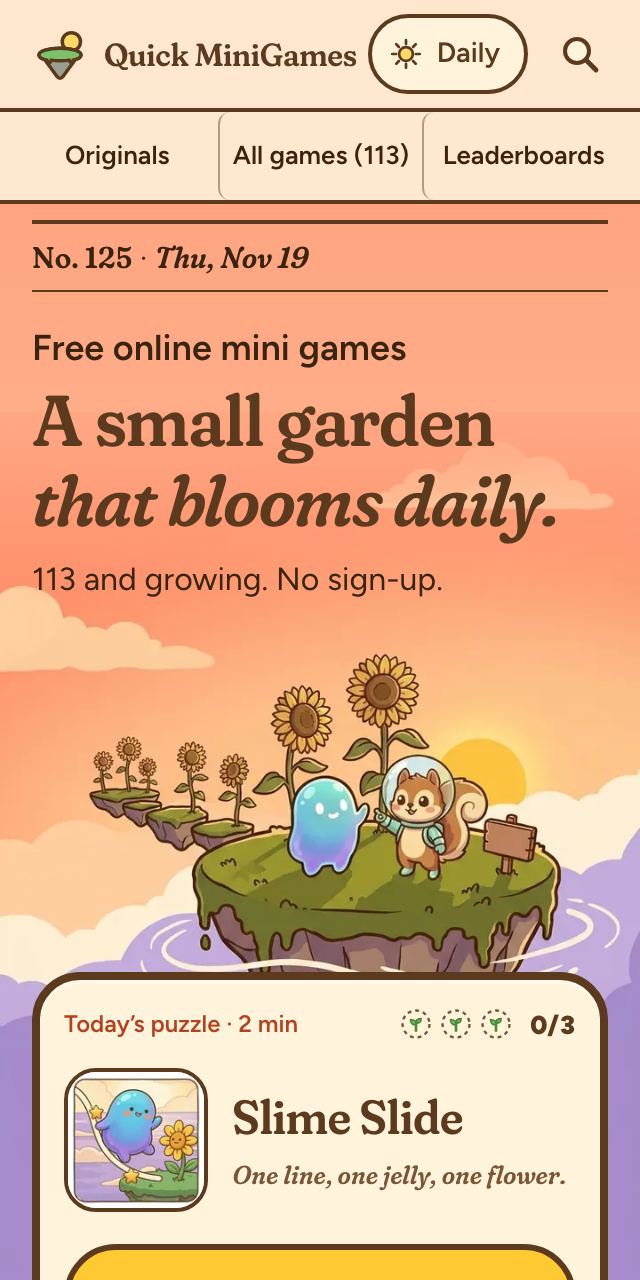 Quick MiniGames
Daily
Originals
All games (113)
Leaderboards
No. 125 · Thu, Nov 19
Free online mini games
A small garden
that blooms daily.
113 and growing. No sign-up.
Today’s puzzle · 2 min
0/3
Slime Slide
One line, one jelly, one flower.